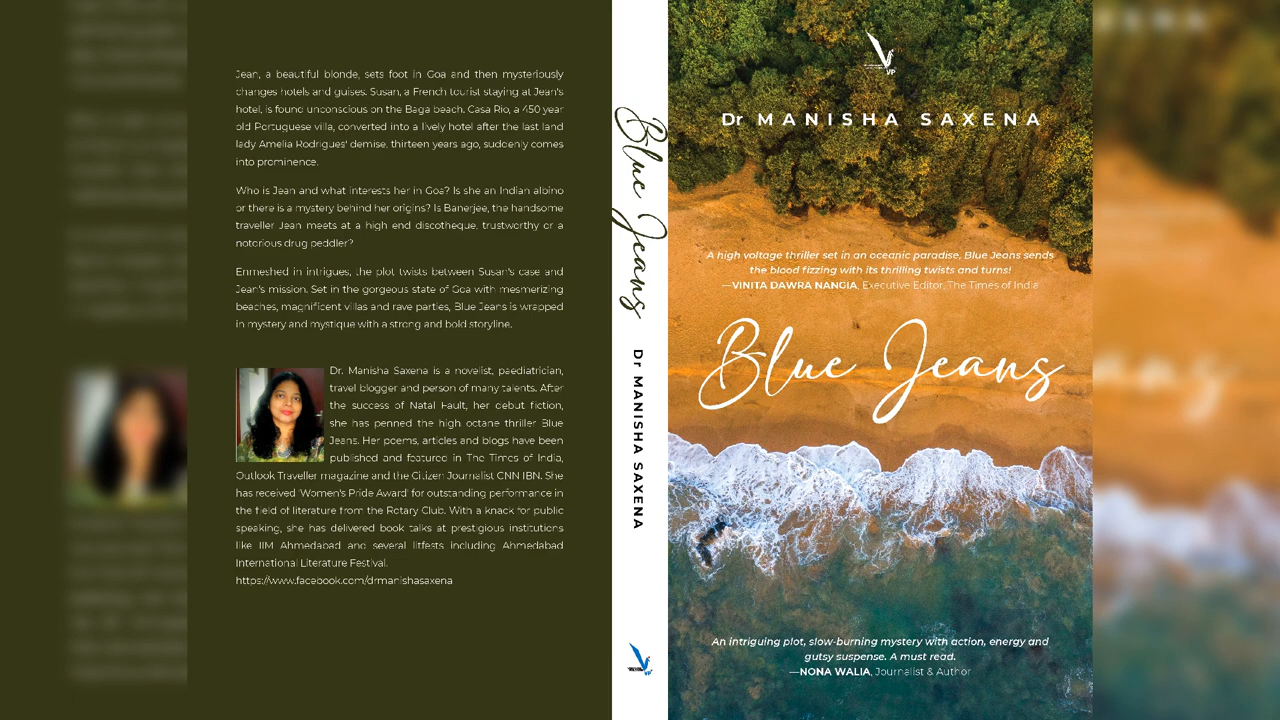 Jean, a beautiful blonde, sets foot in Goa and then mysteriously
changes hotels and guises. Susan, a French tourist staying at Jean's
hotel, is found unconscious on the Baga beach. Casa Rio, a 450 year
old Portuguese villa, converted into a lively hotel after the last land
lady Amelia Rodrigues' demise, thirteen years ago, suddenly comes
into prominence.
Who is Jean and what interests her in Goa? Is she an Indian albino
or there is a mystery behind her origins? Is Banerjee, the handsome
traveller Jean meets at a high end discotheque, trustworthy or a
notorious drug peddler?
Enmeshed in intrigues, the plot twists between Susan's case and
Jean's mission. Set in the gorgeous state of Goa with mesmerizing
beaches, magnificent villas and rave parties, Blue Jeans is wrapped
in mystery and mystique with a strong and bold storyline.
Dr. Manisha Saxena is a novelist, paediatrician,
travel blogger and person of many talents. After
the success of Natal Fault, her debut fiction,
she has penned the high octane thriller Blue
Jeans. Her poems, articles and blogs have been
published and featured in The Times of India,
Outlook Traveller magazine and the Citizen Journalist CNN IBN. She
has received 'Women's Pride Award' for outstanding performance in
the field of literature from the Rotary Club. With a knack for public
speaking, she has delivered book talks at prestigious institutions
like IIM Ahmedabad and several litfests including Ahmedabad
International Literature Festival.
https://www.facebook.com/drmanishasaxena
Blue Jeans
Dr MANISHA SAXENA
VP
VP
Dr MANISHA SAXENA
A high voltage thriller set in an oceanic paradise, Blue Jeans sends
the blood fizzing with its thrilling twists and turns!
—VINITA DAWRA NANGIA, Executive Editor, The Times of India
Blue Jeans
An intriguing plot, slow-burning mystery with action, energy and
gutsy suspense. A must read.
—NONA WALIA, Journalist & Author